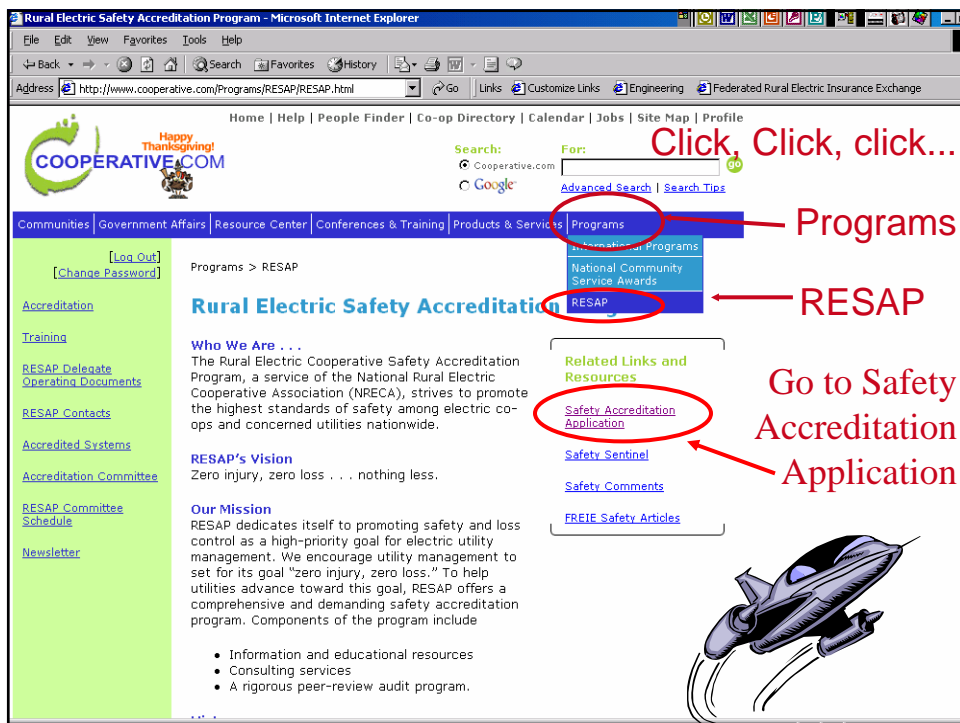 Rural Electric Safety Accreditation Program - Microsoft Internet Explorer
File Edit View Favorites Tools Help
Back Search Favorites History
Address http://www.cooperative.com/Programs/RESAP/RESAP.html Go Links Customize Links Engineering Federated Rural Electric Insurance Exchange
Home | Help | People Finder | Co-op Directory | Calendar | Jobs | Site Map | Profile
Happy
Thanksgiving!
COOPERATIVE.COM
Search: For:
Cooperative.com
go
Google
Advanced Search | Search Tips
Click, Click, click...
Communities Government Affairs Resource Center Conferences & Training Products & Services Programs
Programs
International Programs
National Community
Service Awards
RESAP
RESAP
[Log Out]
[Change Password]
Accreditation
Training
RESAP Delegate
Operating Documents
RESAP Contacts
Accredited Systems
Accreditation Committee
RESAP Committee
Schedule
Newsletter
Programs > RESAP
Rural Electric Safety Accreditation
Who We Are . . .
The Rural Electric Cooperative Safety Accreditation
Program, a service of the National Rural Electric
Cooperative Association (NRECA), strives to promote
the highest standards of safety among electric co-
ops and concerned utilities nationwide.
RESAP's Vision
Zero injury, zero loss . . . nothing less.
Our Mission
RESAP dedicates itself to promoting safety and loss
control as a high-priority goal for electric utility
management. We encourage utility management to
set for its goal "zero injury, zero loss." To help
utilities advance toward this goal, RESAP offers a
comprehensive and demanding safety accreditation
program. Components of the program include
• Information and educational resources
• Consulting services
• A rigorous peer-review audit program.
Related Links and
Resources
Safety Accreditation
Application
Safety Sentinel
Safety Comments
FREIE Safety Articles
Go to Safety
Accreditation
Application